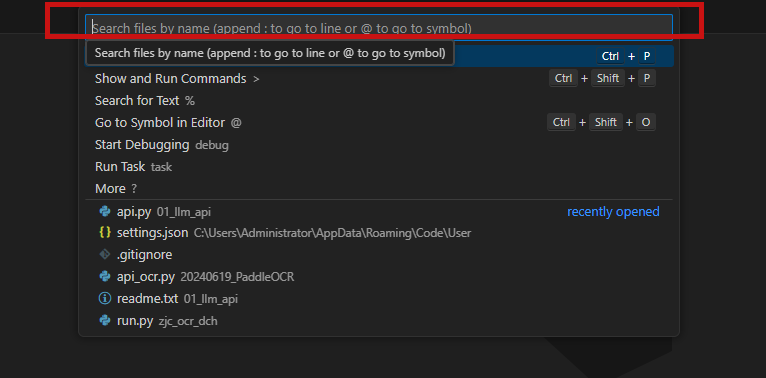 Search files by name (append : to go to line or @ to go to symbol)
Search files by name (append : to go to line or @ to go to symbol)
Ctrl + P
Show and Run Commands > Ctrl + Shift + P
Search for Text %
Go to Symbol in Editor @ Ctrl + Shift + O
Start Debugging debug
Run Task task
More ?
api.py 01_llm_api recently opened
{} settings.json C:\Users\Administrator\AppData\Roaming\Code\User
.gitignore
api_ocr.py 20240619_PaddleOCR
readme.txt 01_llm_api
run.py zjc_ocr_dch